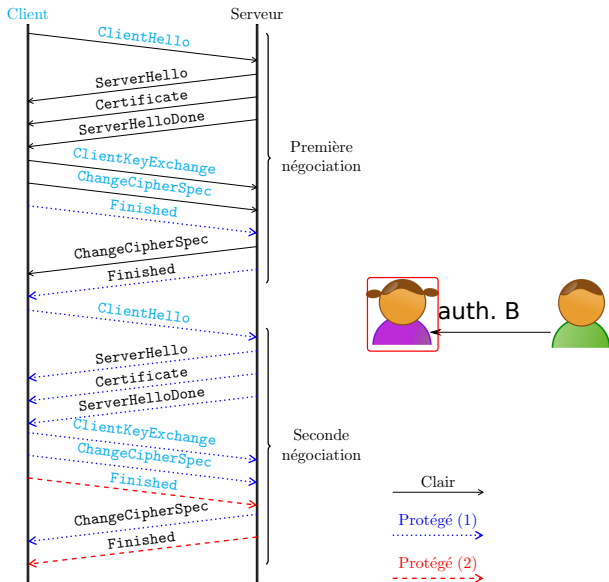 Client
Serveur
ClientHello
ServerHello
Certificate
ServerHelloDone
ClientKeyExchange
ChangeCipherSpec
Finished
ChangeCipherSpec
Finished
Première
négociation
ClientHello
ServerHello
Certificate
ServerHelloDone
ClientKeyExchange
ChangeCipherSpec
Finished
ChangeCipherSpec
Finished
Seconde
négociation
auth. B
Clair
Protégé (1)
Protégé (2)